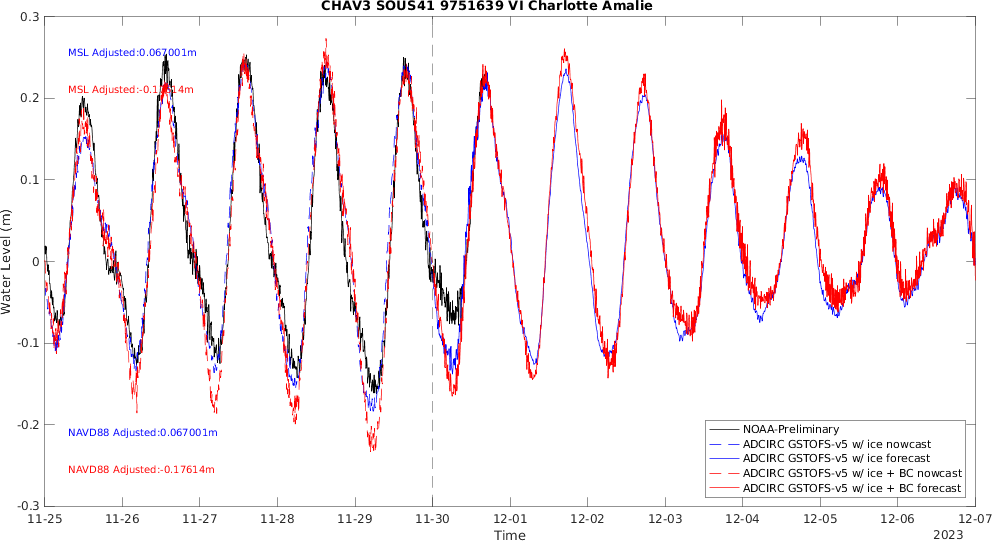 CHAV3 SOUS41 9751639 VI Charlotte Amalie
0.3
0.2
0.1
0
-0.1
-0.2
-0.3
Water Level (m)
MSL Adjusted:0.067001m
MSL
NAVD88 Adjusted:0.067001m
NAVD88 Adjusted:-0.17614m
NOAA-Preliminary
ADCIRC GSTOFS-v5 w/ ice nowcast
ADCIRC GSTOFS-v5 w/ ice forecast
ADCIRC GSTOFS-v5 w/ ice + BC nowcast
ADCIRC GSTOFS-v5 w/ ice + BC forecast
11-25 11-26 11-27 11-28 11-29 11-30 12-01 12-02 12-03 12-04 12-05 12-06 12-07
Time
2023